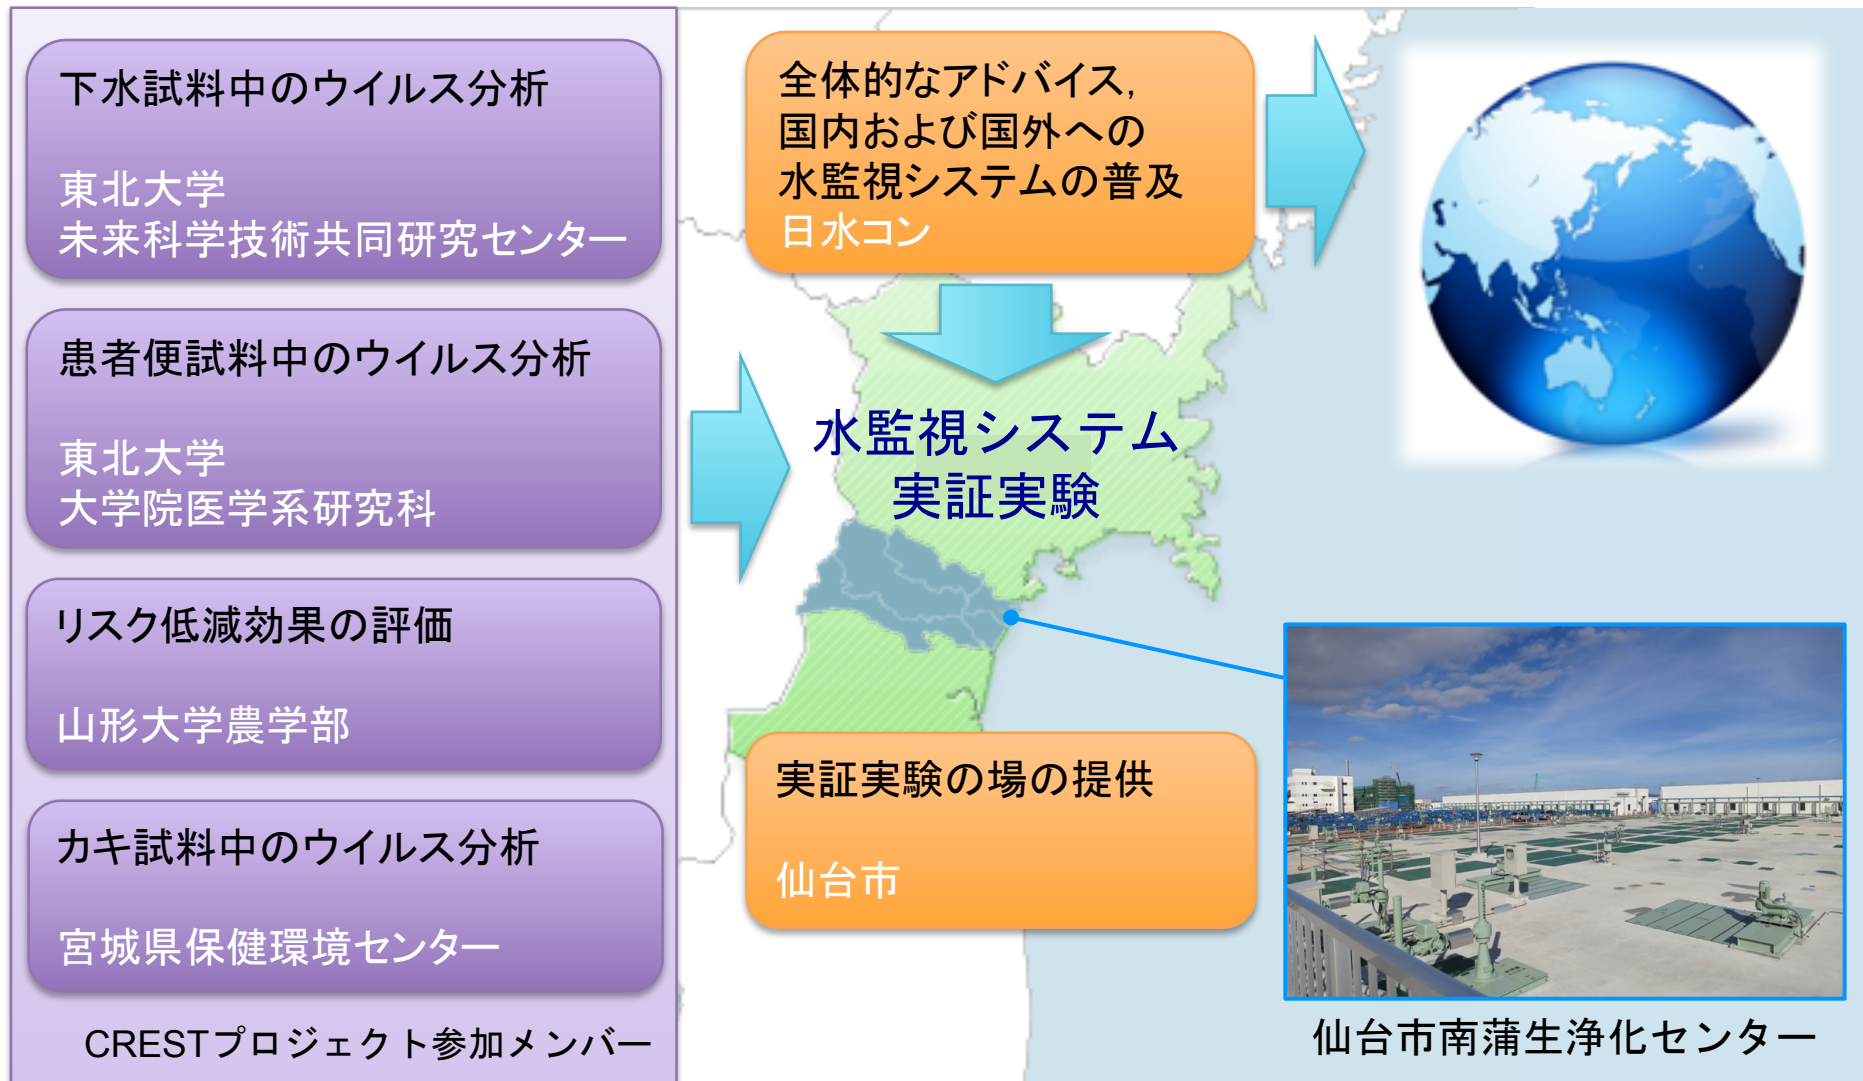 下水試料中のウイルス分析
東北大学
未来科学技術共同研究センター
患者便試料中のウイルス分析
東北大学
大学院医学系研究科
リスク低減効果の評価
山形大学農学部
カキ試料中のウイルス分析
宮城県保健環境センター
CRESTプロジェクト参加メンバー
全体的なアドバイス,
国内および国外への
水監視システムの普及
日水コン
水監視システム
実証実験
実証実験の場の提供
仙台市
仙台市南蒲生浄化センター